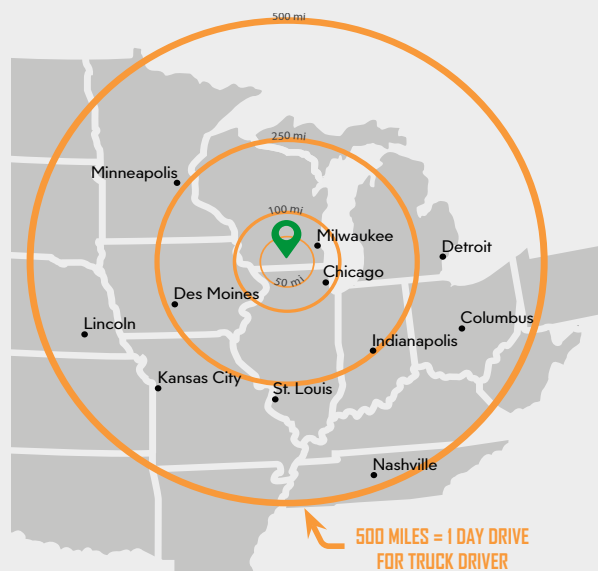 500 mi
250 mi
Minneapolis
100 mi
Milwaukee
Detroit
Chicago
50 mi
Des Moines
Columbus
Lincoln
Indianapolis
Kansas City
St. Louis
Nashville
500 MILES = 1 DAY DRIVE
FOR TRUCK DRIVER